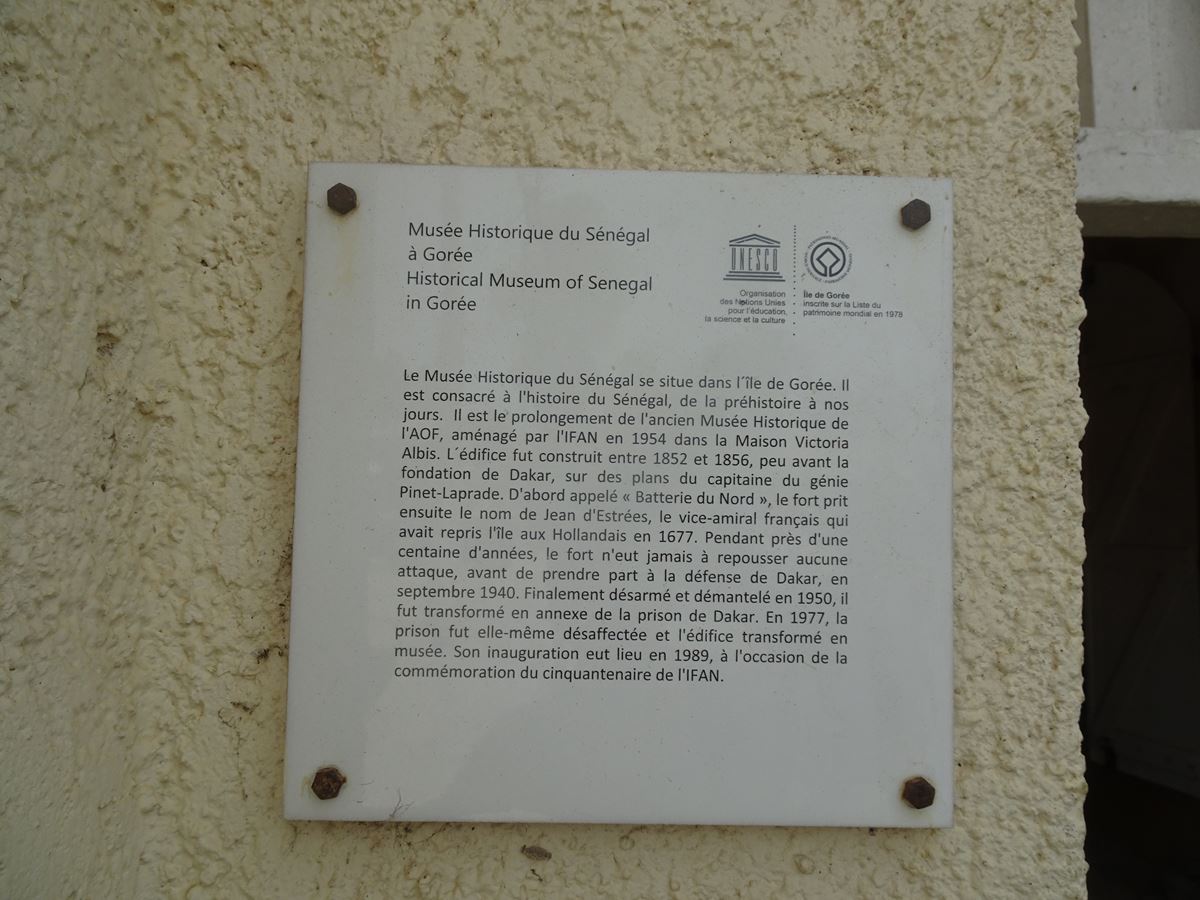 Musée Historique du Sénégal
à Gorée
Historical Museum of Senegal
in Gorée
UNESCO
Organisation
des Nations Unies
pour l'éducation,
la science et la culture
Île de Gorée
inscrite sur la Liste du
patrimoine mondial en 1978
Le Musée Historique du Sénégal se situe dans l´île de Gorée. Il
est consacré à l'histoire du Sénégal, de la préhistoire à nos
jours. Il est le prolongement de l'ancien Musée Historique de
l'AOF, aménagé par l'IFAN en 1954 dans la Maison Victoria
Albis. L´édifice fut construit entre 1852 et 1856, peu avant la
fondation de Dakar, sur des plans du capitaine du génie
Pinet-Laprade. D'abord appelé « Batterie du Nord », le fort prit
ensuite le nom de Jean d'Estrées, le vice-amiral français qui
avait repris l'île aux Hollandais en 1677. Pendant près d'une
centaine d'années, le fort n'eut jamais à repousser aucune
attaque, avant de prendre part à la défense de Dakar, en
septembre 1940. Finalement désarmé et démantelé en 1950, il
fut transformé en annexe de la prison de Dakar. En 1977, la
prison fut elle-même désaffectée et l'édifice transformé en
musée. Son inauguration eut lieu en 1989, à l'occasion de la
commémoration du cinquantenaire de l'IFAN.